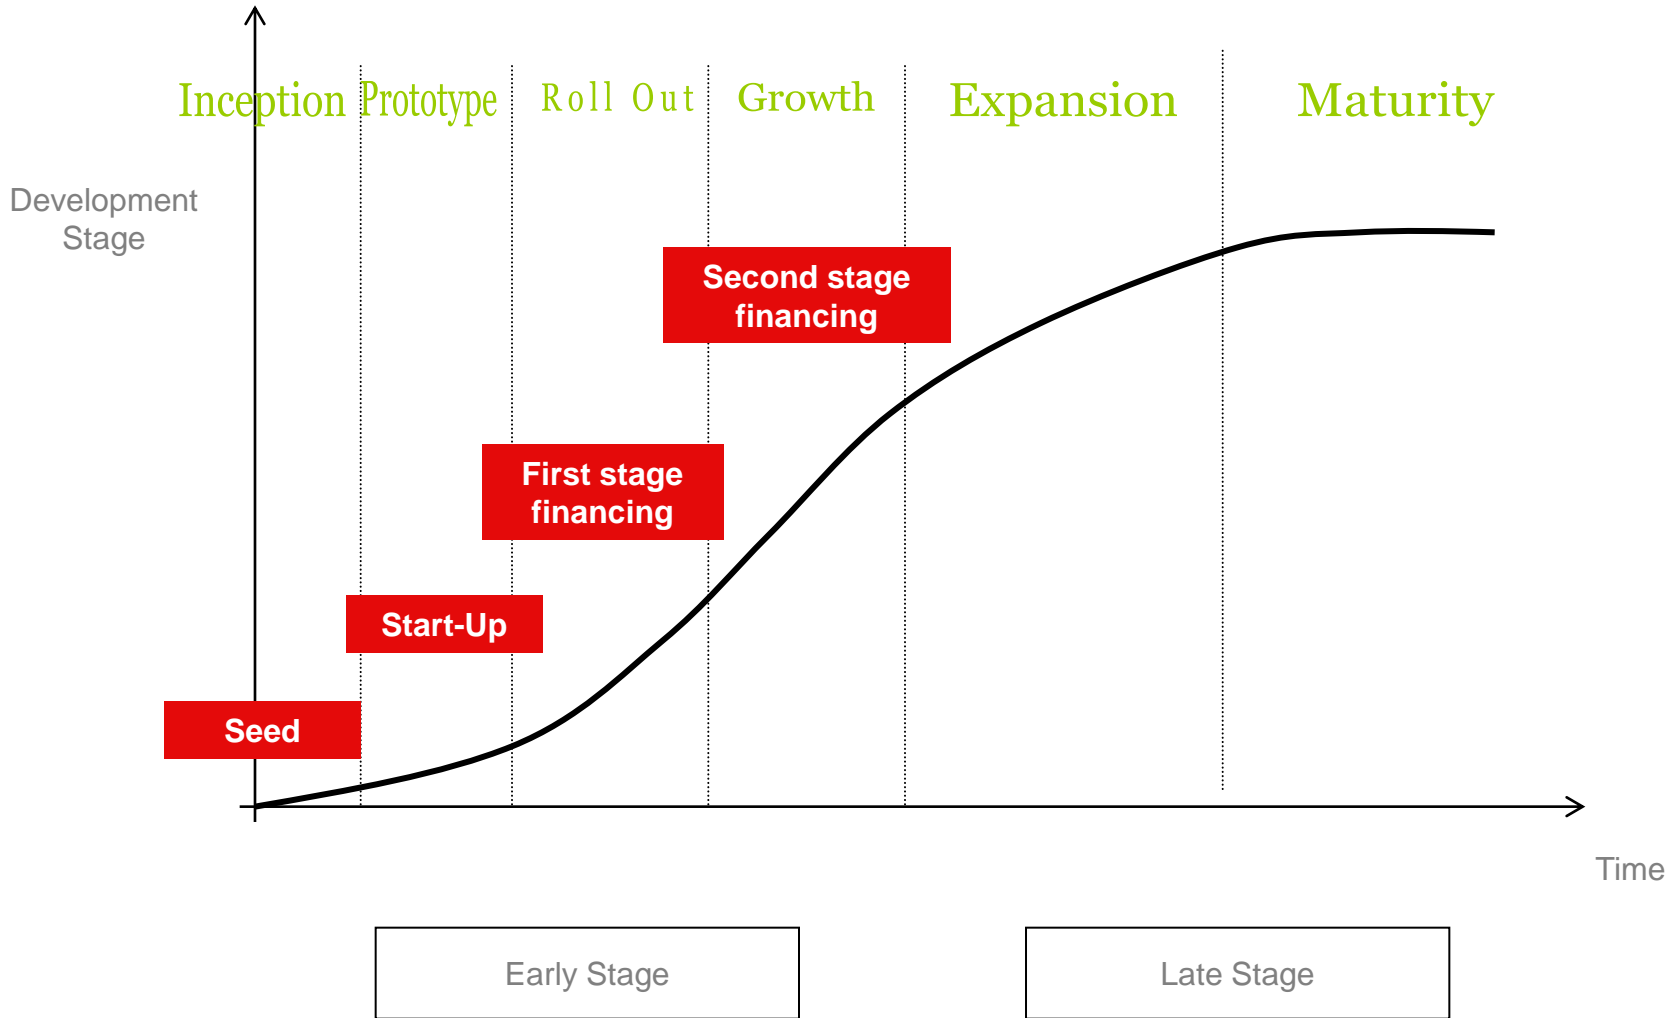 Inception
Prototype
Roll Out
Growth
Expansion
Maturity
Development
Stage
Second stage
financing
First stage
financing
Start-Up
Seed
Time
Early Stage
Late Stage